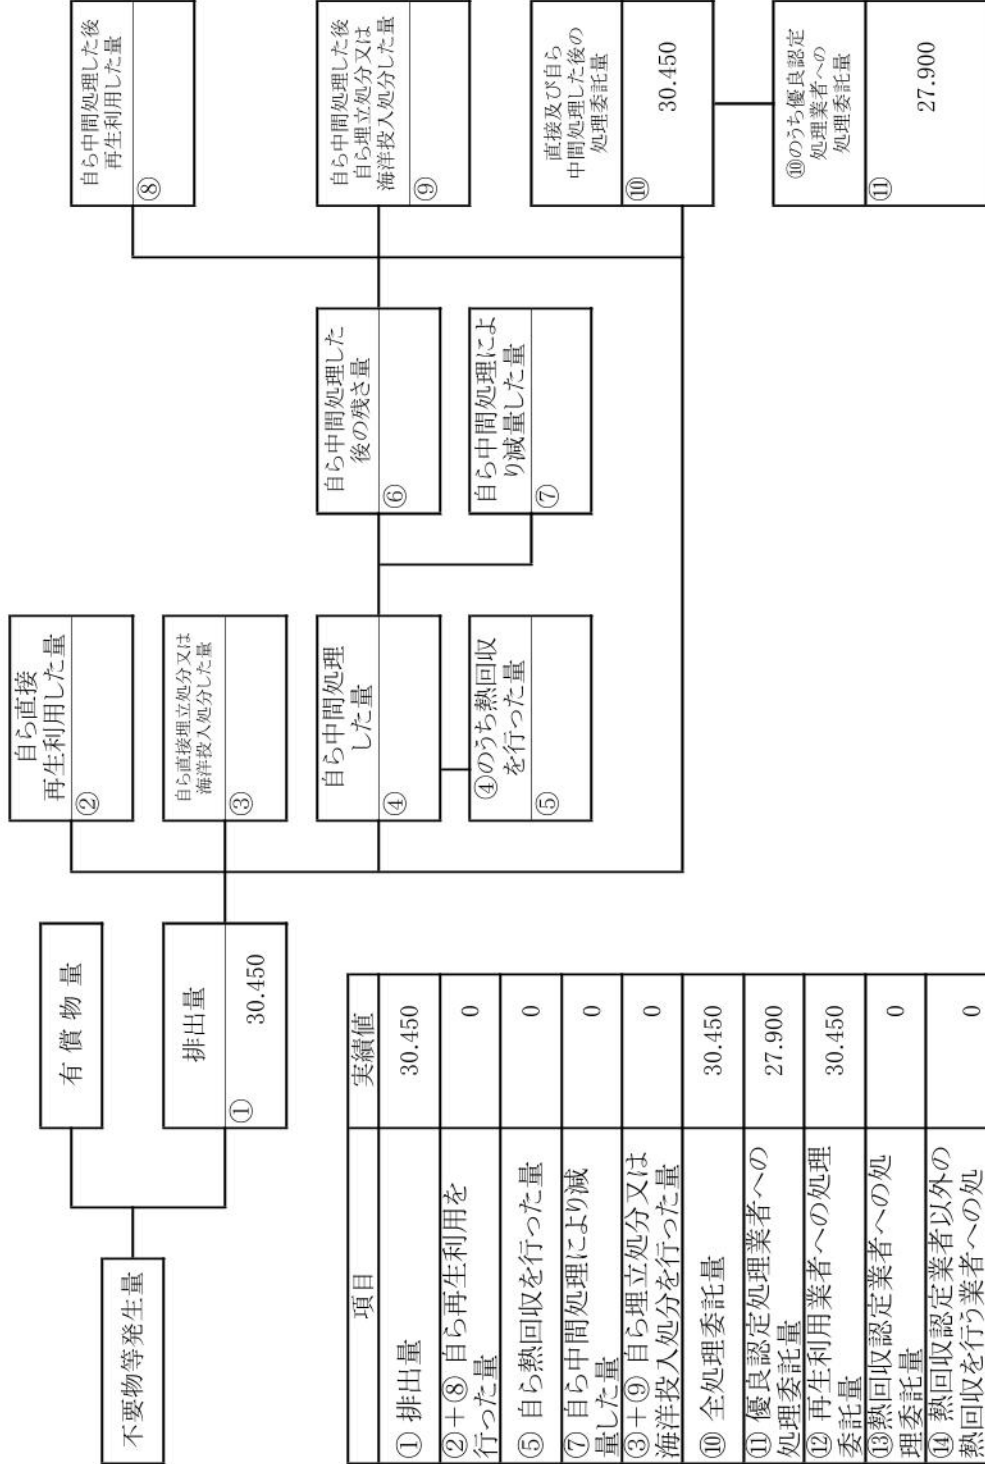 不要物等発生量
有 償 物 量
排出量
①
30.450
自ら直接
再生利用した量
②
自ら直接埋立処分又は
海洋投入処分した量
③
自ら中間処理
した量
④
④のうち熱回収
を行った量
⑤
自ら中間処理した
後の残さ量
⑥
自ら中間処理によ
り減量した量
⑦
自ら中間処理した後
再生利用した量
⑧
自ら中間処理した後
自ら埋立処分又は
海洋投入処分した量
⑨
直接及び自ら
中間処理した後の
処理委託量
⑩
30.450
⑩のうち優良認定
処理業者への
処理委託量
⑪
27.900
項目 実績値
① 排出量 30.450
②+⑧ 自ら再生利用を
行った量 0
⑤ 自ら熱回収を行った量 0
⑦ 自ら中間処理により減
量した量 0
③+⑨ 自ら埋立処分又は
海洋投入処分を行った量 0
⑩ 全処理委託量 30.450
⑪ 優良認定処理業者への
処理委託量 27.900
⑫ 再生利用業者への処理
委託量 30.450
⑬熱回収認定業者への処
理委託量 0
⑭ 熱回収認定業者以外の
熱回収を行う業者への処 0